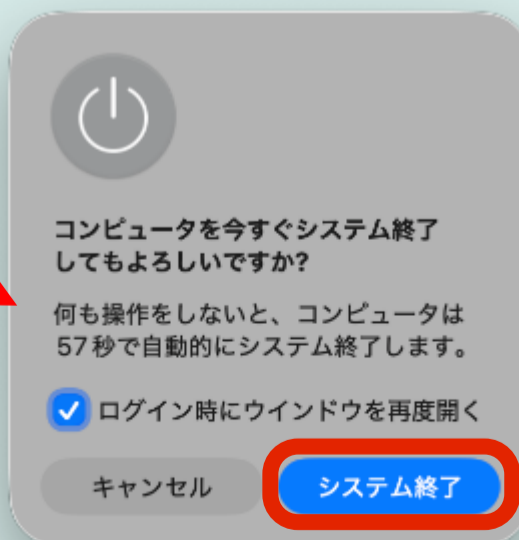 コンピュータを今すぐシステム終了
してもよろしいですか?
何も操作をしないと、コンピュータは
57秒で自動的にシステム終了します。
ログイン時にウインドウを再度開く
キャンセル
システム終了